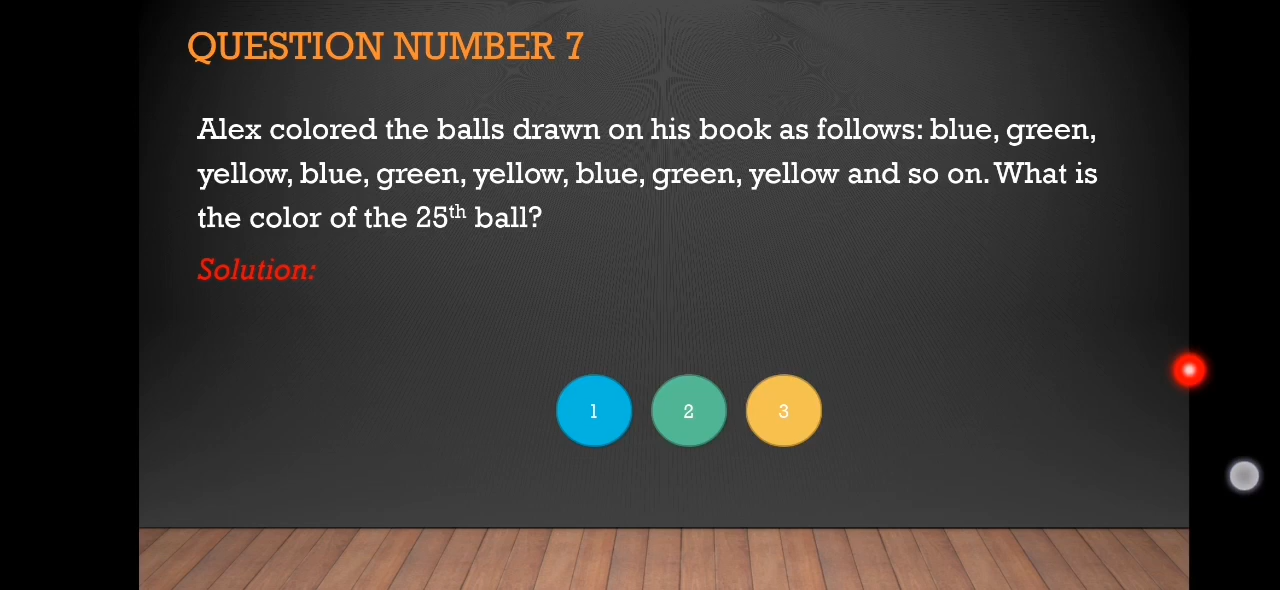 QUESTION NUMBER 7
Alex colored the balls drawn on his book as follows: blue, green,
yellow, blue, green, yellow, blue, green, yellow and so on. What is
the color of the 25th ball?
Solution:
1 2 3